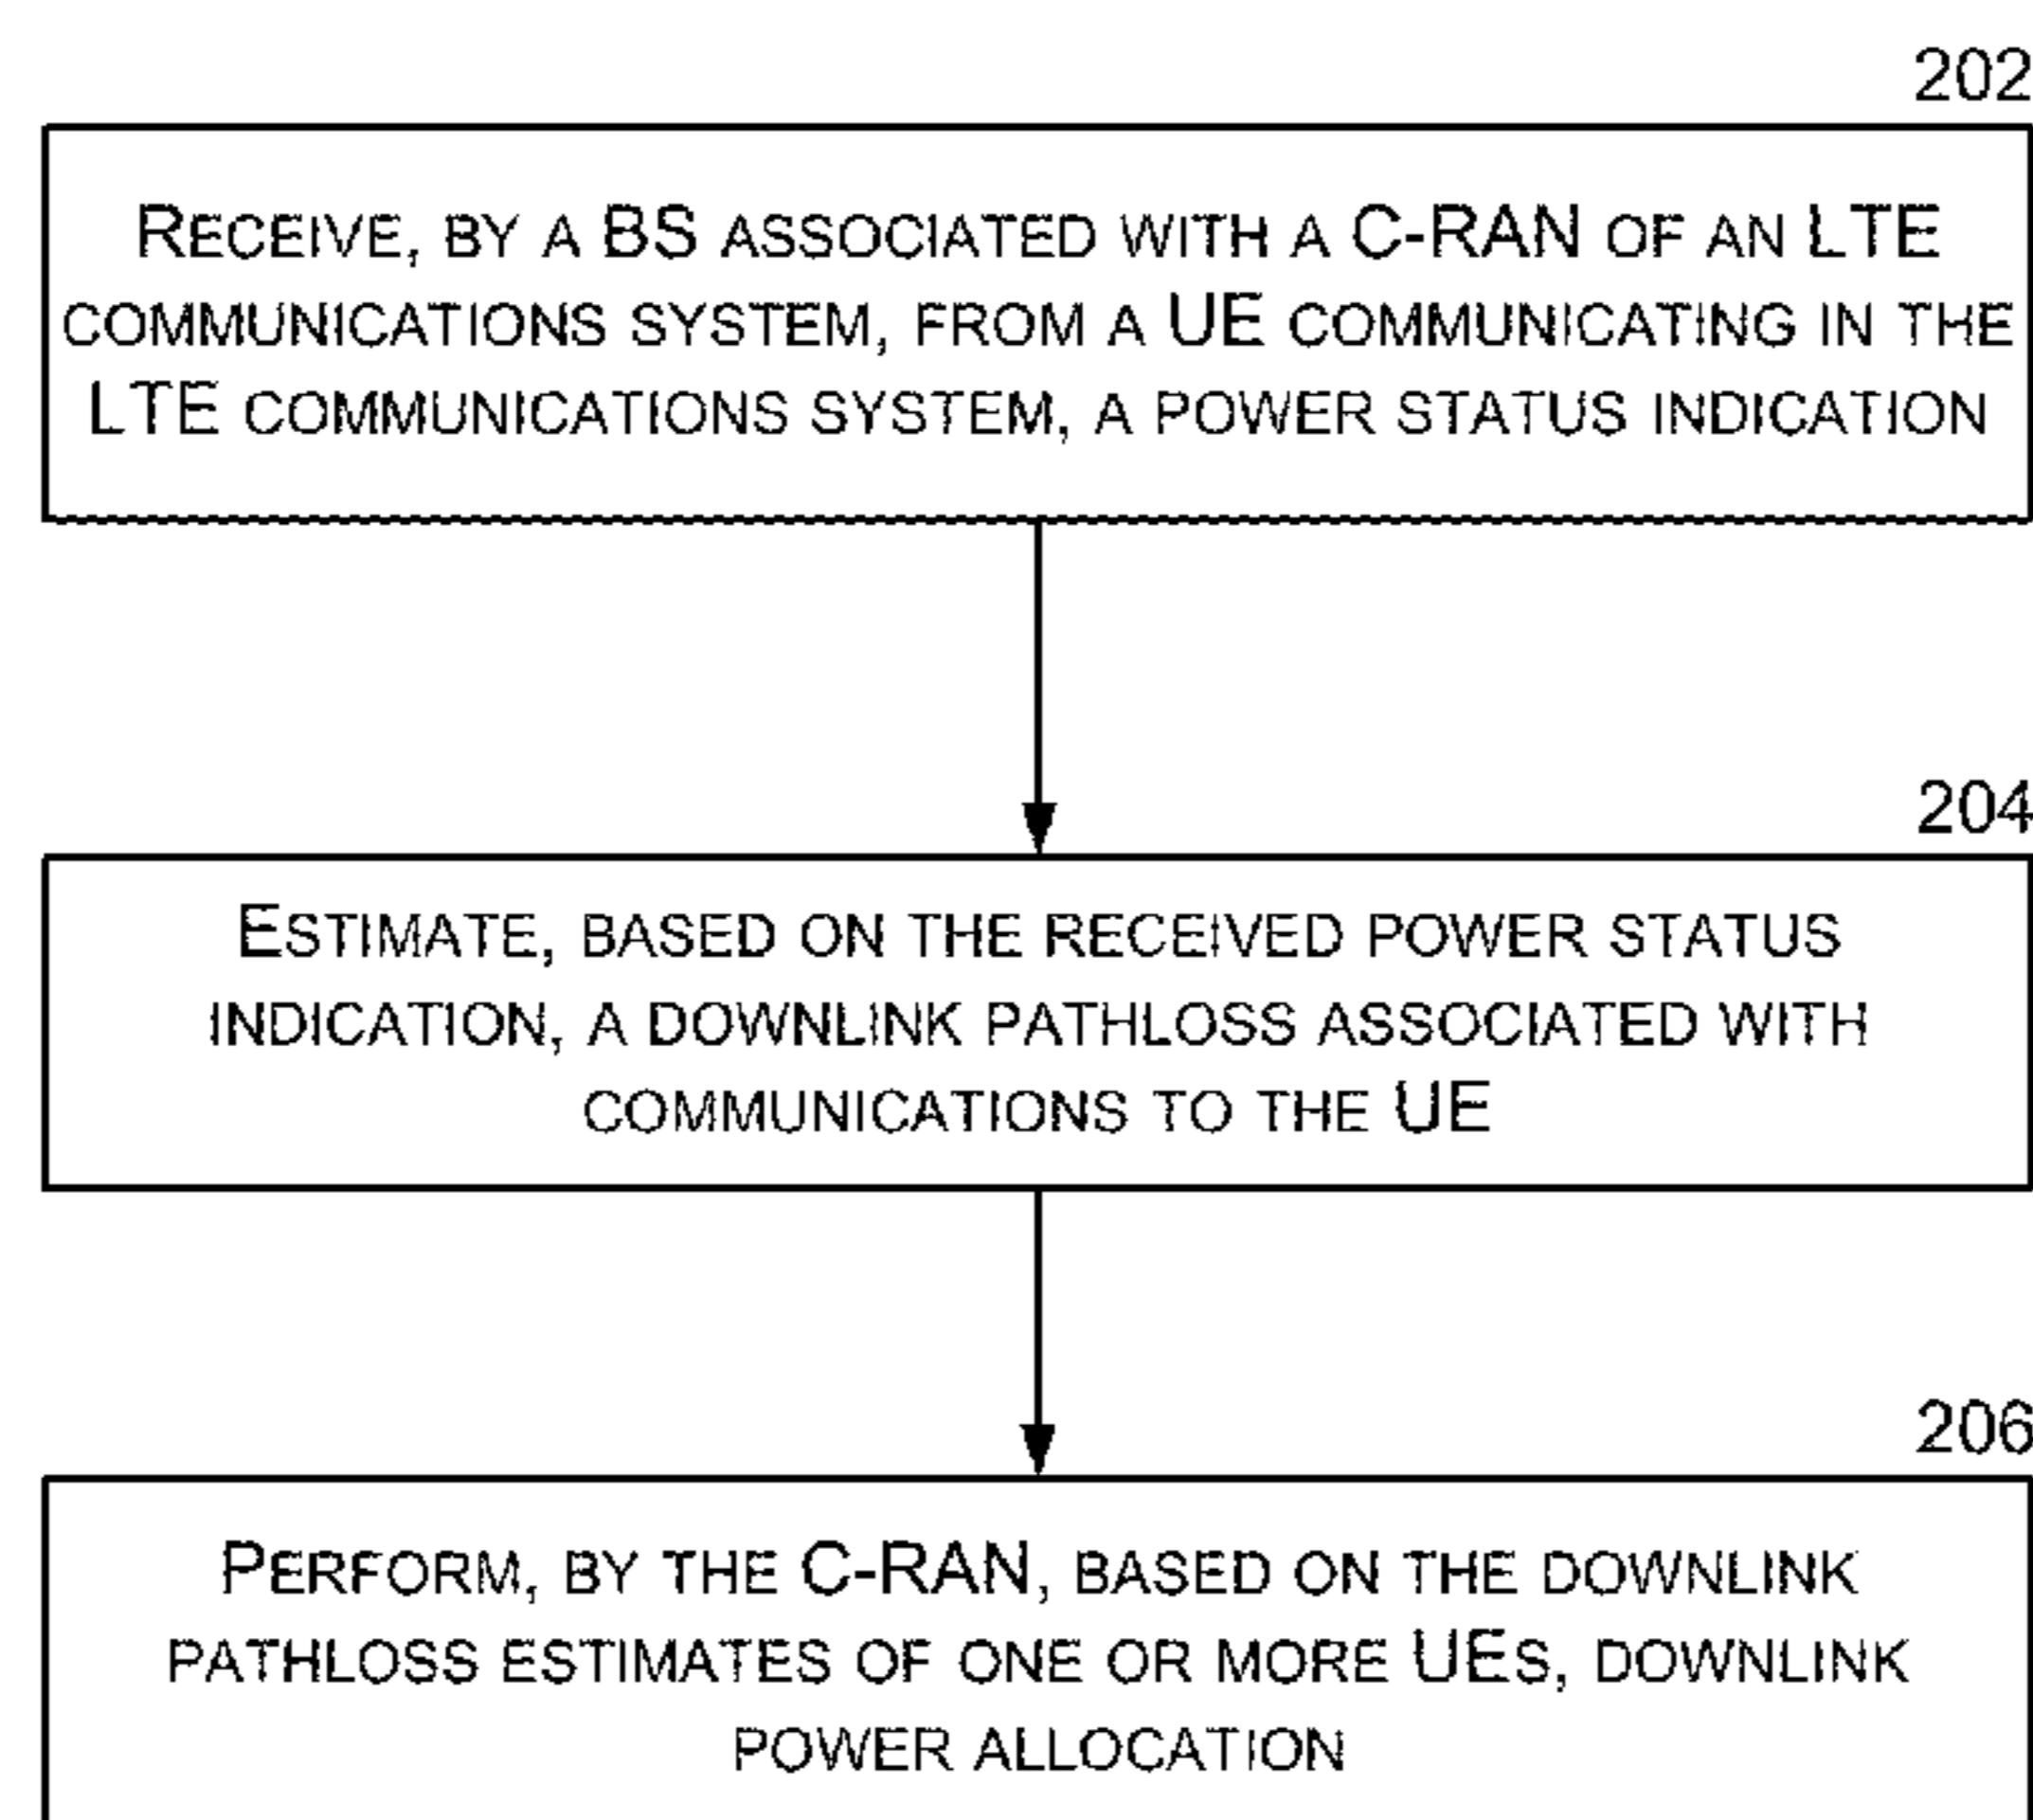 202
RECEIVE, BY A BS ASSOCIATED WITH A C-RAN OF AN LTE
COMMUNICATIONS SYSTEM, FROM A UE COMMUNICATING IN THE
LTE COMMUNICATIONS SYSTEM, A POWER STATUS INDICATION
204
ESTIMATE, BASED ON THE RECEIVED POWER STATUS
INDICATION, A DOWNLINK PATHLOSS ASSOCIATED WITH
COMMUNICATIONS TO THE UE
206
PERFORM, BY THE C-RAN, BASED ON THE DOWNLINK
PATHLOSS ESTIMATES OF ONE OR MORE UES, DOWNLINK
POWER ALLOCATION